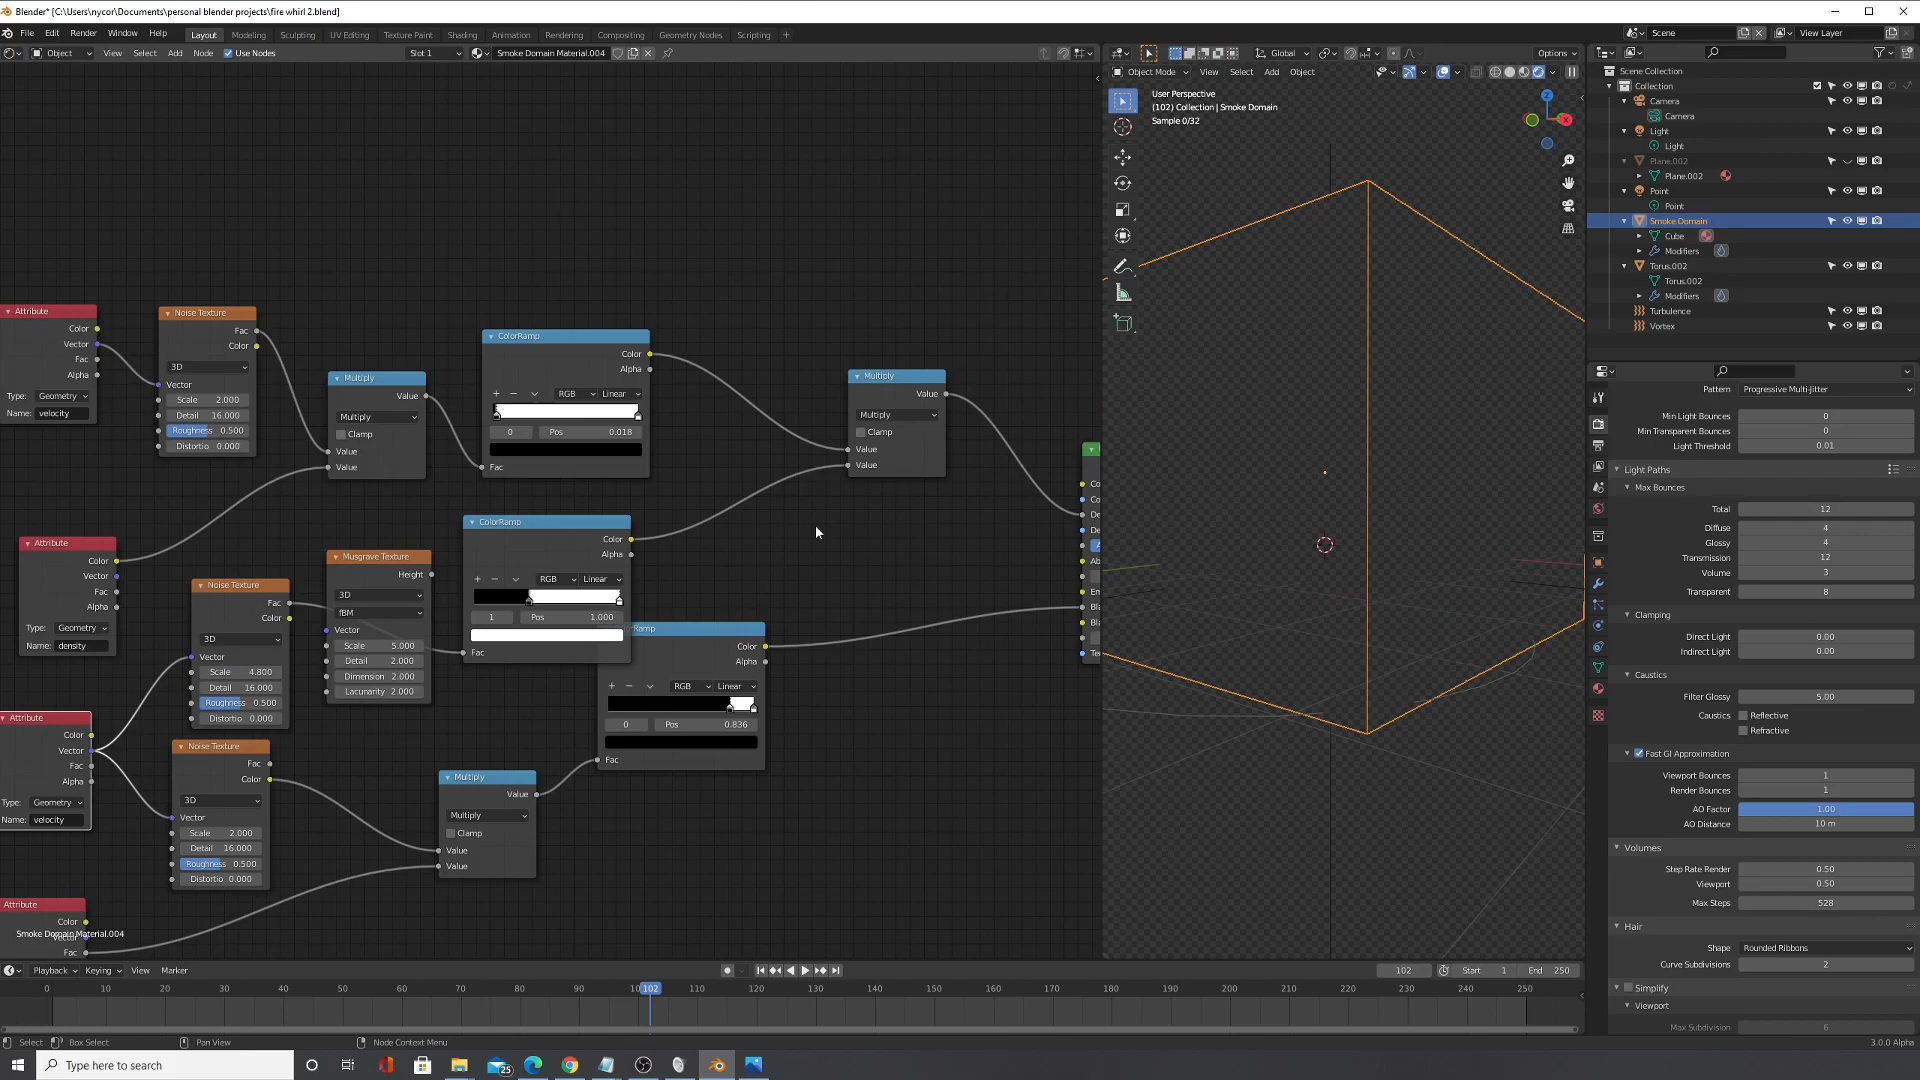 Blender* [C:\Users\nycor\Documents\personal blender projects\fire whirl 2.blend]
File Edit Render Window Help Layout Modeling Sculpting UV Editing Texture Paint Shading Animation Rendering Compositing Geometry Nodes Scripting + Scene View Layer
Object View Select Add Node Use Nodes Slot 1 Smoke Domain Material.004 Global Options
Object Mode View Select Add Object
User Perspective
(102) Collection | Smoke Domain
Sample 0/32
Z
X
Scene Collection
Collection
Camera
Camera
Light
Light
Plane.002
Plane.002
Point
Point
Smoke Domain
Cube
Modifiers
Torus.002
Torus.002
Modifiers
Turbulence
Vortex
Attribute
Color
Vector
Fac
Alpha
Type: Geometry
Name: velocity
Noise Texture
Fac
Color
3D
Vector
Scale 2.000
Detail 16.000
Roughness 0.500
Distortio 0.000
Multiply
Value
Multiply
Clamp
Value
Value
ColorRamp
Color
Alpha
RGB Linear
0 Pos 0.018
Fac
Multiply
Value
Multiply
Clamp
Value
Value
Attribute
Color
Vector
Fac
Alpha
Type: Geometry
Name: density
Noise Texture
Fac
Color
3D
Vector
Scale 4.800
Detail 16.000
Roughness 0.500
Distortio 0.000
Musgrave Texture
Height
3D
fBM
Vector
Scale 5.000
Detail 2.000
Dimension 2.000
Lacunarity 2.000
ColorRamp
Color
Alpha
RGB Linear
1 Pos 1.000
Fac
Ramp
Color
Alpha
RGB Linear
0 Pos 0.836
Fac
Co
Co
De
De
A
Ab
A
Em
Bla
Bla
Te
Attribute
Color
Vector
Fac
Alpha
Type: Geometry
Name: velocity
Noise Texture
Fac
Color
3D
Vector
Scale 2.000
Detail 16.000
Roughness 0.500
Distortio 0.000
Multiply
Value
Multiply
Clamp
Value
Value
Attribute
Color
Smoke Domain Material.004
Vector
Fac
Pattern Progressive Multi-Jitter
Min Light Bounces 0
Min Transparent Bounces 0
Light Threshold 0.01
Light Paths
Max Bounces
Total 12
Diffuse 4
Glossy 4
Transmission 12
Volume 3
Transparent 8
Clamping
Direct Light 0.00
Indirect Light 0.00
Caustics
Filter Glossy 5.00
Caustics Reflective
Refractive
Fast GI Approximation
Viewport Bounces 1
Render Bounces 1
AO Factor 1.00
AO Distance 10 m
Volumes
Step Rate Render 0.50
Viewport 0.50
Max Steps 528
Hair
Shape Rounded Ribbons
Curve Subdivisions 2
Simplify
Viewport
Max Subdivision 6
Playback Keying View Marker 102 Start 1 End 250
0 10 20 30 40 50 60 70 80 90 100 102 110 120 130 140 150 160 170 180 190 200 210 220 230 240 250
Select Box Select Pan View Node Context Menu 3.0.0 Alpha
Type here to search 25